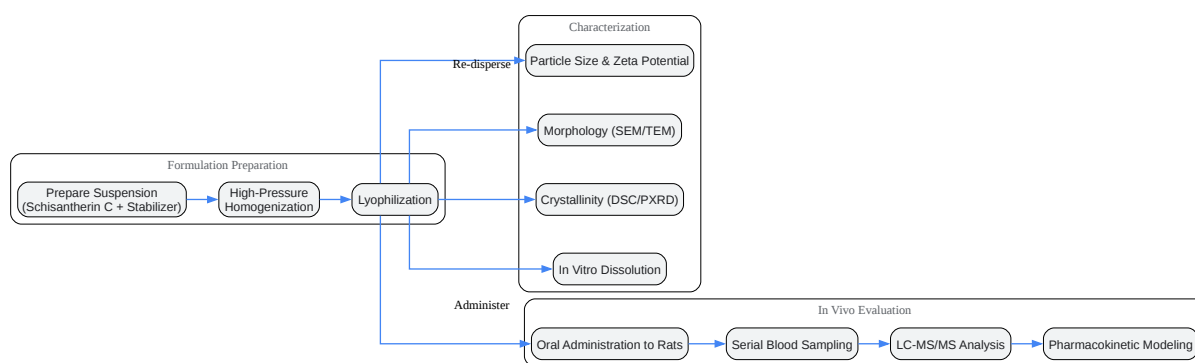 Characterization
Re-disperse
Particle Size & Zeta Potential
Morphology (SEM/TEM)
Formulation Preparation
Prepare Suspension
(Schisantherin C + Stabilizer)
High-Pressure
Homogenization
Lyophilization
Crystallinity (DSC/PXRD)
In Vitro Dissolution
Administer
In Vivo Evaluation
Oral Administration to Rats
Serial Blood Sampling
LC-MS/MS Analysis
Pharmacokinetic Modeling